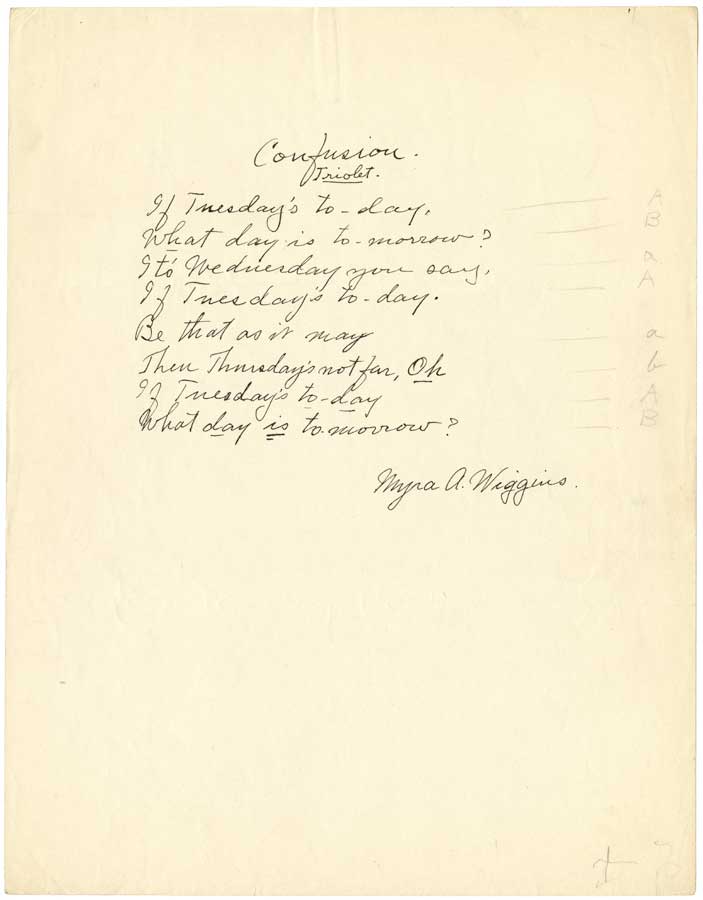 Confusion.
Triolet.
If Tuesday's to-day,
What day is to-morrow?
It's Wednesday you say,
If Tuesday's to-day.
Be that as it may
Then Thursday's not far, Oh
If Tuesday's to-day
What day is to-morrow?
Myra A. Wiggins.
A
B
a
A
a
b
A
B